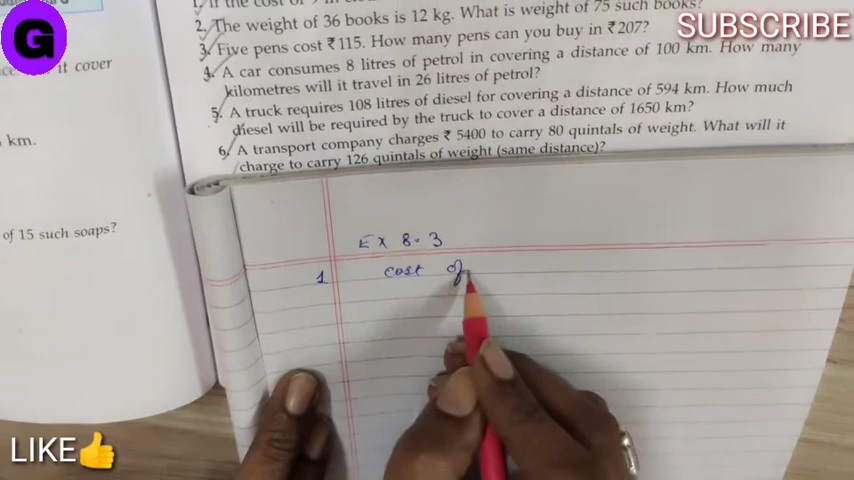 G
SUBSCRIBE
2. The weight of 36 books is 12 kg. What is weight of 75 such books?
3. Five pens cost ₹115. How many pens can you buy in ₹207?
4. A car consumes 8 litres of petrol in covering a distance of 100 km. How many
kilometres will it travel in 26 litres of petrol?
5. A truck requires 108 litres of diesel for covering a distance of 594 km. How much
diesel will be required by the truck to cover a distance of 1650 km?
6. A transport company charges ₹ 5400 to carry 80 quintals of weight. What will it
charge to carry 126 quintals of weight (same distance)?
it cover
km.
of 15 such soaps?
Ex 8.3
1 cost of
LIKE